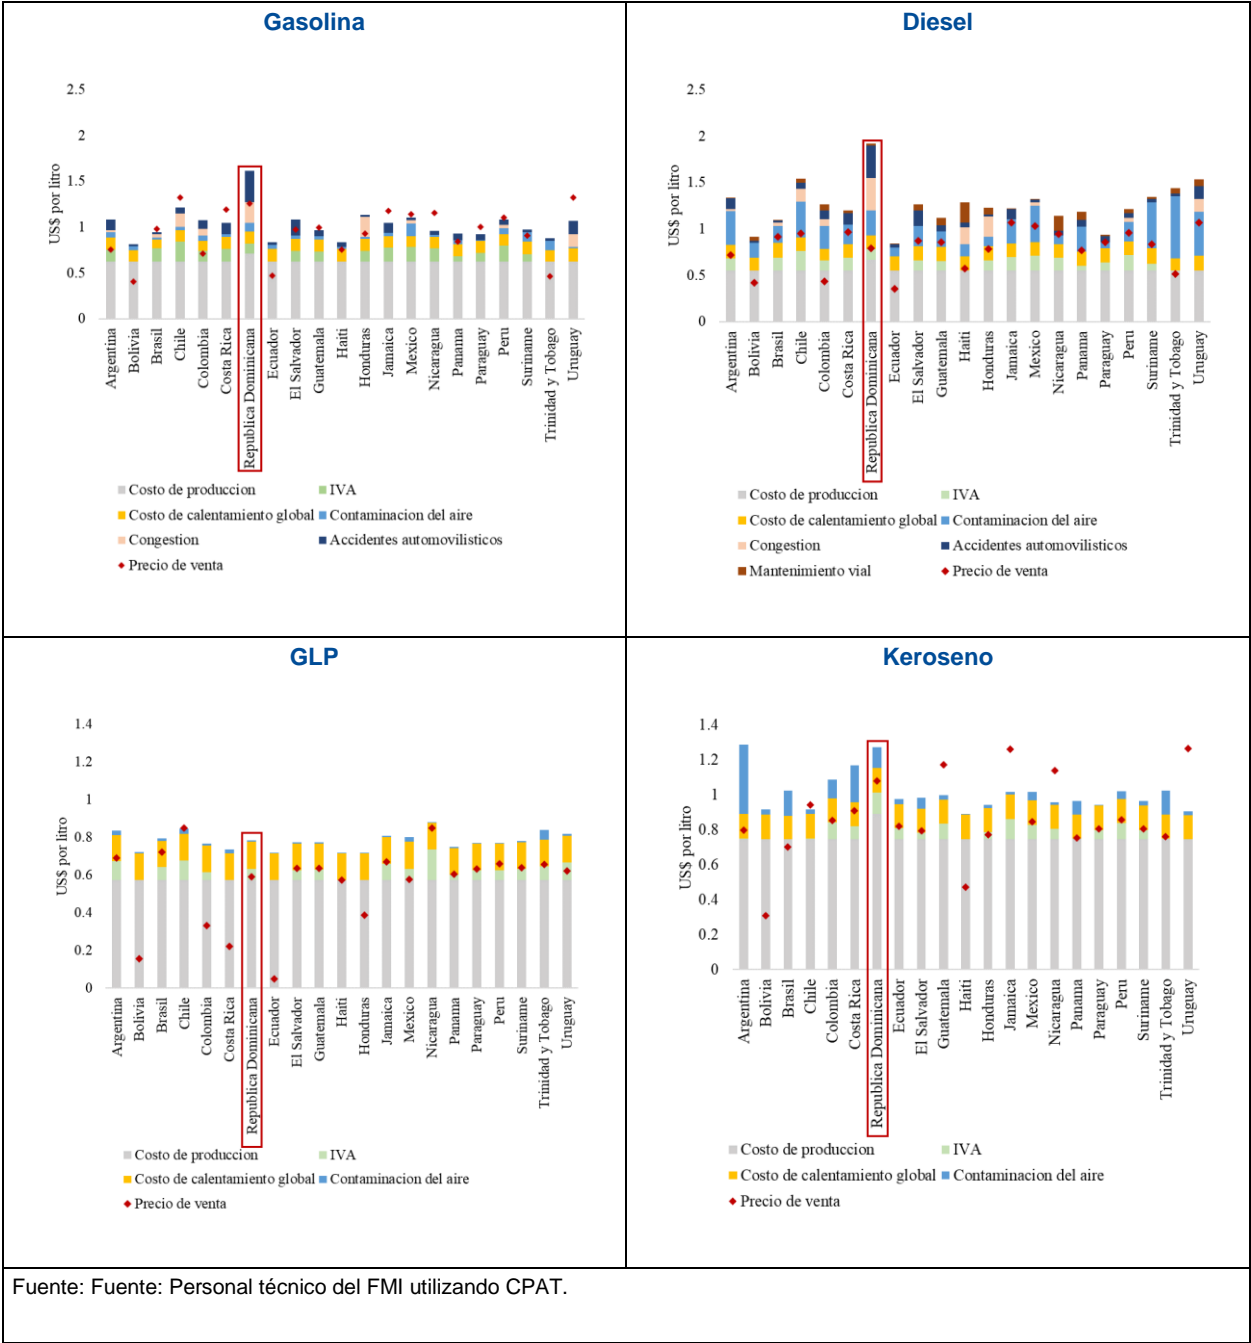 Gasolina
2.5
2
1.5
1
0.5
0
US$ por litro
Argentina
Bolivia
Brasil
Chile
Colombia
Costa Rica
Republica Dominicana
Ecuador
El Salvador
Guatemala
Haiti
Honduras
Jamaica
Mexico
Nicaragua
Panama
Paraguay
Peru
Suriname
Trinidad y Tobago
Uruguay
Costo de produccion
IVA
Costo de calentamiento global
Contaminacion del aire
Congestion
Accidentes automovilisticos
Precio de venta
Diesel
2.5
2
1.5
1
0.5
0
US$ por litro
Argentina
Bolivia
Brasil
Chile
Colombia
Costa Rica
Republica Dominicana
Ecuador
El Salvador
Guatemala
Haiti
Honduras
Jamaica
Mexico
Nicaragua
Panama
Paraguay
Peru
Suriname
Trinidad y Tobago
Uruguay
Costo de produccion
IVA
Costo de calentamiento global
Contaminacion del aire
Congestion
Accidentes automovilisticos
Mantenimiento vial
Precio de venta
GLP
1.4
1.2
1
0.8
0.6
0.4
0.2
0
US$ por litro
Argentina
Bolivia
Brasil
Chile
Colombia
Costa Rica
Republica Dominicana
Ecuador
El Salvador
Guatemala
Haiti
Honduras
Jamaica
Mexico
Nicaragua
Panama
Paraguay
Peru
Suriname
Trinidad y Tobago
Uruguay
Costo de produccion
IVA
Costo de calentamiento global
Contaminacion del aire
Precio de venta
Keroseno
1.4
1.2
1
0.8
0.6
0.4
0.2
0
US$ por litro
Argentina
Bolivia
Brasil
Chile
Colombia
Costa Rica
Republica Dominicana
Ecuador
El Salvador
Guatemala
Haiti
Honduras
Jamaica
Mexico
Nicaragua
Panama
Paraguay
Peru
Suriname
Trinidad y Tobago
Uruguay
Costo de produccion
IVA
Costo de calentamiento global
Contaminacion del aire
Precio de venta
Fuente: Fuente: Personal técnico del FMI utilizando CPAT.